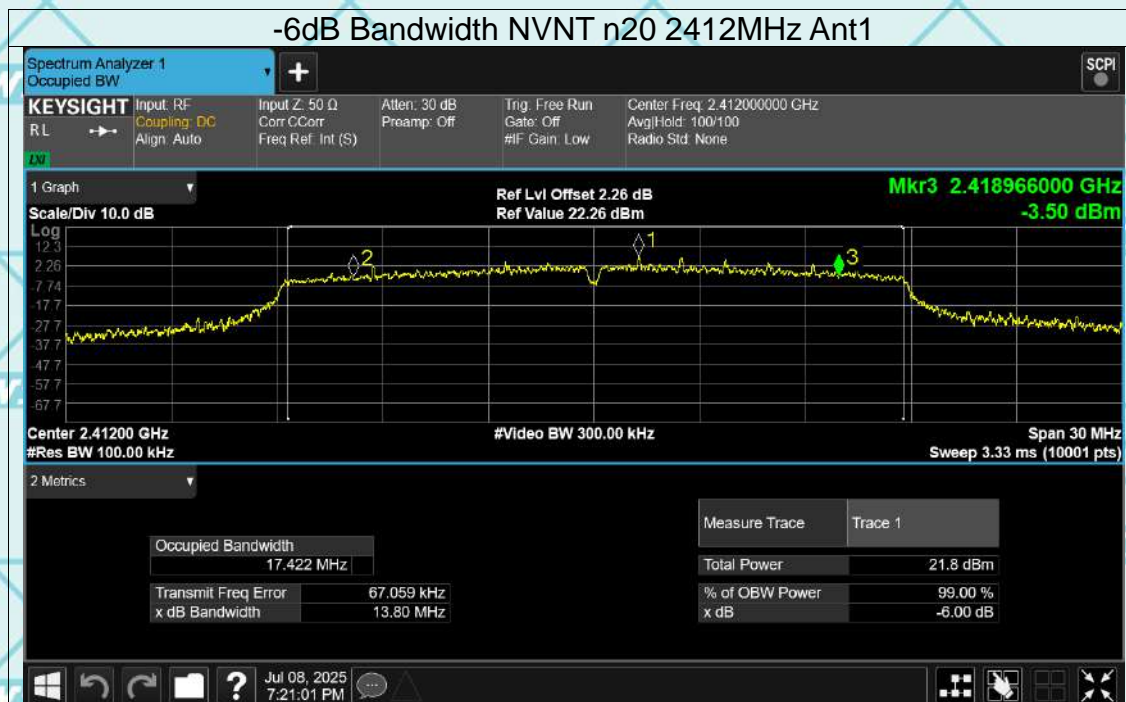 -6dB Bandwidth NVNT n20 2412MHz Ant1
Spectrum Analyzer 1
Occupied BW
+
SCPI
KEYSIGHT
RL
LXI
Input: RF
Coupling: DC
Align: Auto
Input Z: 50 Ω
Corr CCorr
Freq Ref: Int (S)
Atten: 30 dB
Preamp: Off
Trig: Free Run
Gate: Off
#IF Gain: Low
Center Freq: 2.412000000 GHz
Avg|Hold: 100/100
Radio Std: None
1 Graph
Scale/Div 10.0 dB
Ref Lvl Offset 2.26 dB
Ref Value 22.26 dBm
Mkr3 2.418966000 GHz
-3.50 dBm
Log
12.3
2.26
-7.74
-17.7
-27.7
-37.7
-47.7
-57.7
-67.7
2
1
3
Center 2.41200 GHz
#Res BW 100.00 kHz
#Video BW 300.00 kHz
Span 30 MHz
Sweep 3.33 ms (10001 pts)
2 Metrics
Occupied Bandwidth
17.422 MHz
Transmit Freq Error 67.059 kHz
x dB Bandwidth 13.80 MHz
Measure Trace Trace 1
Total Power 21.8 dBm
% of OBW Power 99.00 %
x dB -6.00 dB
?
Jul 08, 2025
7:21:01 PM